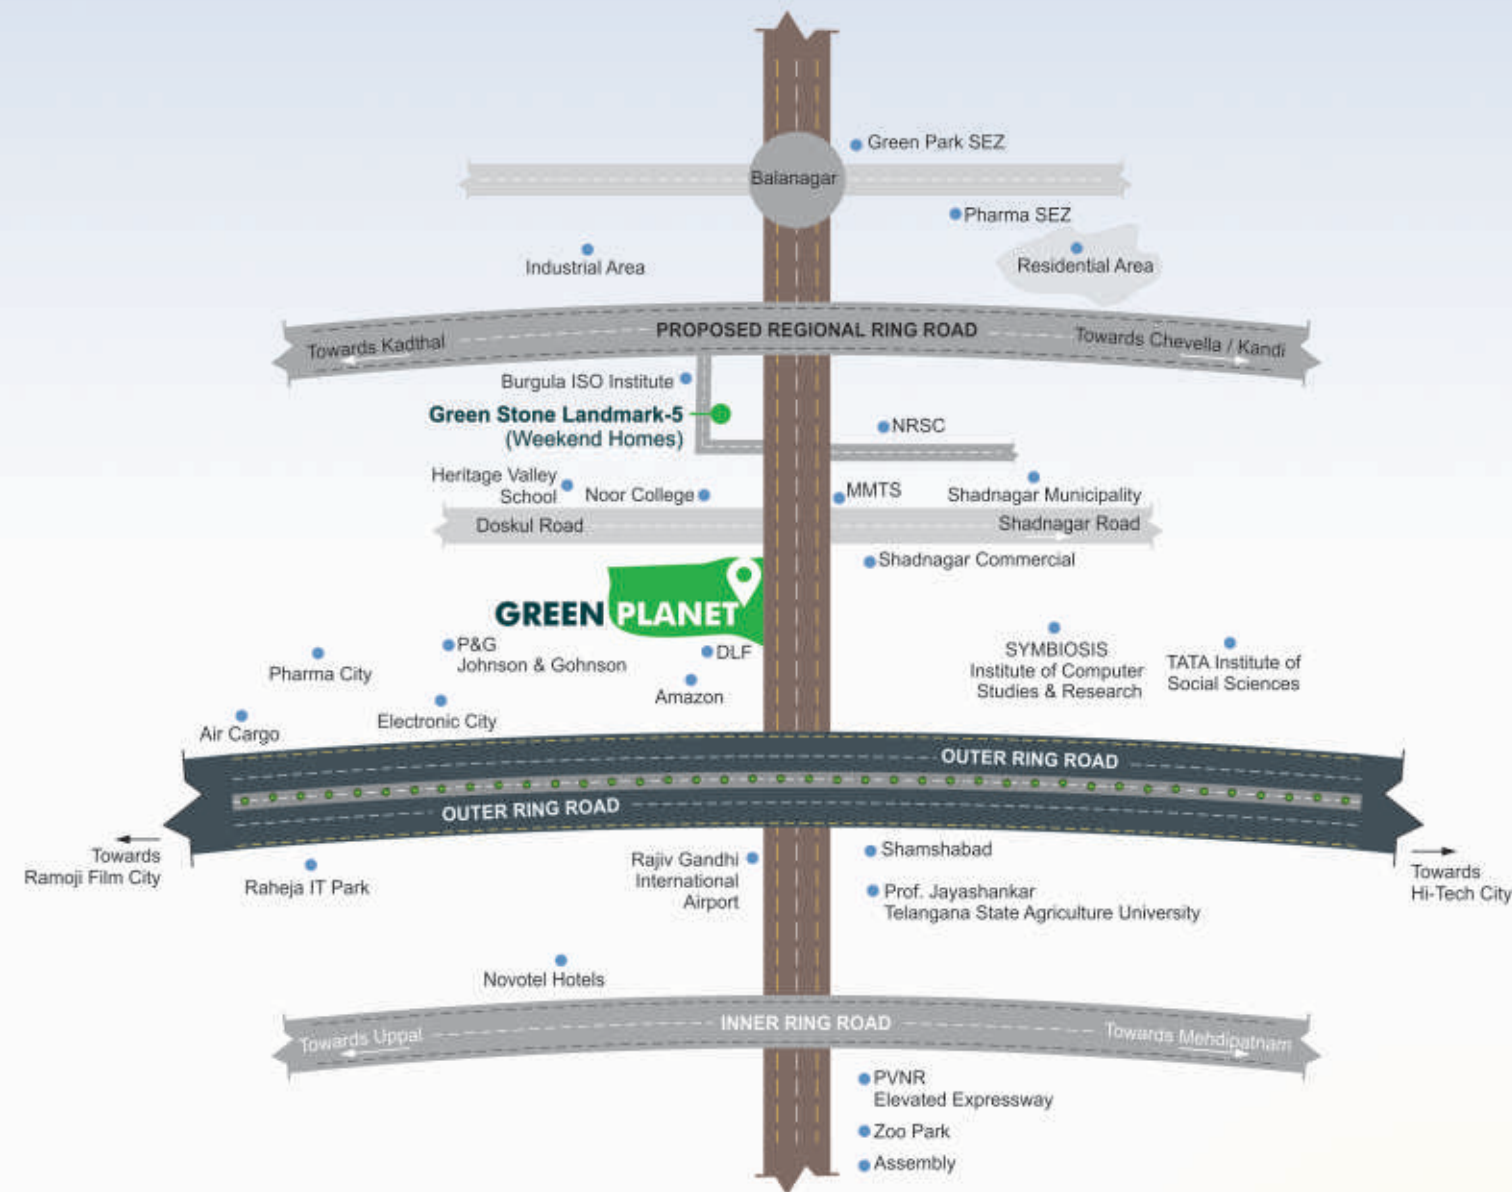 Green Park SEZ
Balanagar
Pharma SEZ
Industrial Area
Residential Area
PROPOSED REGIONAL RING ROAD
Towards Kadthal
Towards Chevella / Kandi
Burgula ISO Institute
Green Stone Landmark-5
(Weekend Homes)
NRSC
Heritage Valley
School
Noor College
MMTS
Shadnagar Municipality
Doskul Road
Shadnagar Road
Shadnagar Commercial
GREEN PLANET
P&G
Johnson & Gohnson
DLF
Pharma City
Amazon
SYMBIOSIS
Institute of Computer
Studies & Research
TATA Institute of
Social Sciences
Electronic City
Air Cargo
OUTER RING ROAD
OUTER RING ROAD
Towards
Ramoji Film City
Towards
Hi-Tech City
Raheja IT Park
Rajiv Gandhi
International
Airport
Shamshabad
Prof. Jayashankar
Telangana State Agriculture University
Novotel Hotels
INNER RING ROAD
Towards Uppal
Towards Mehdipatnam
PVNR
Elevated Expressway
Zoo Park
Assembly